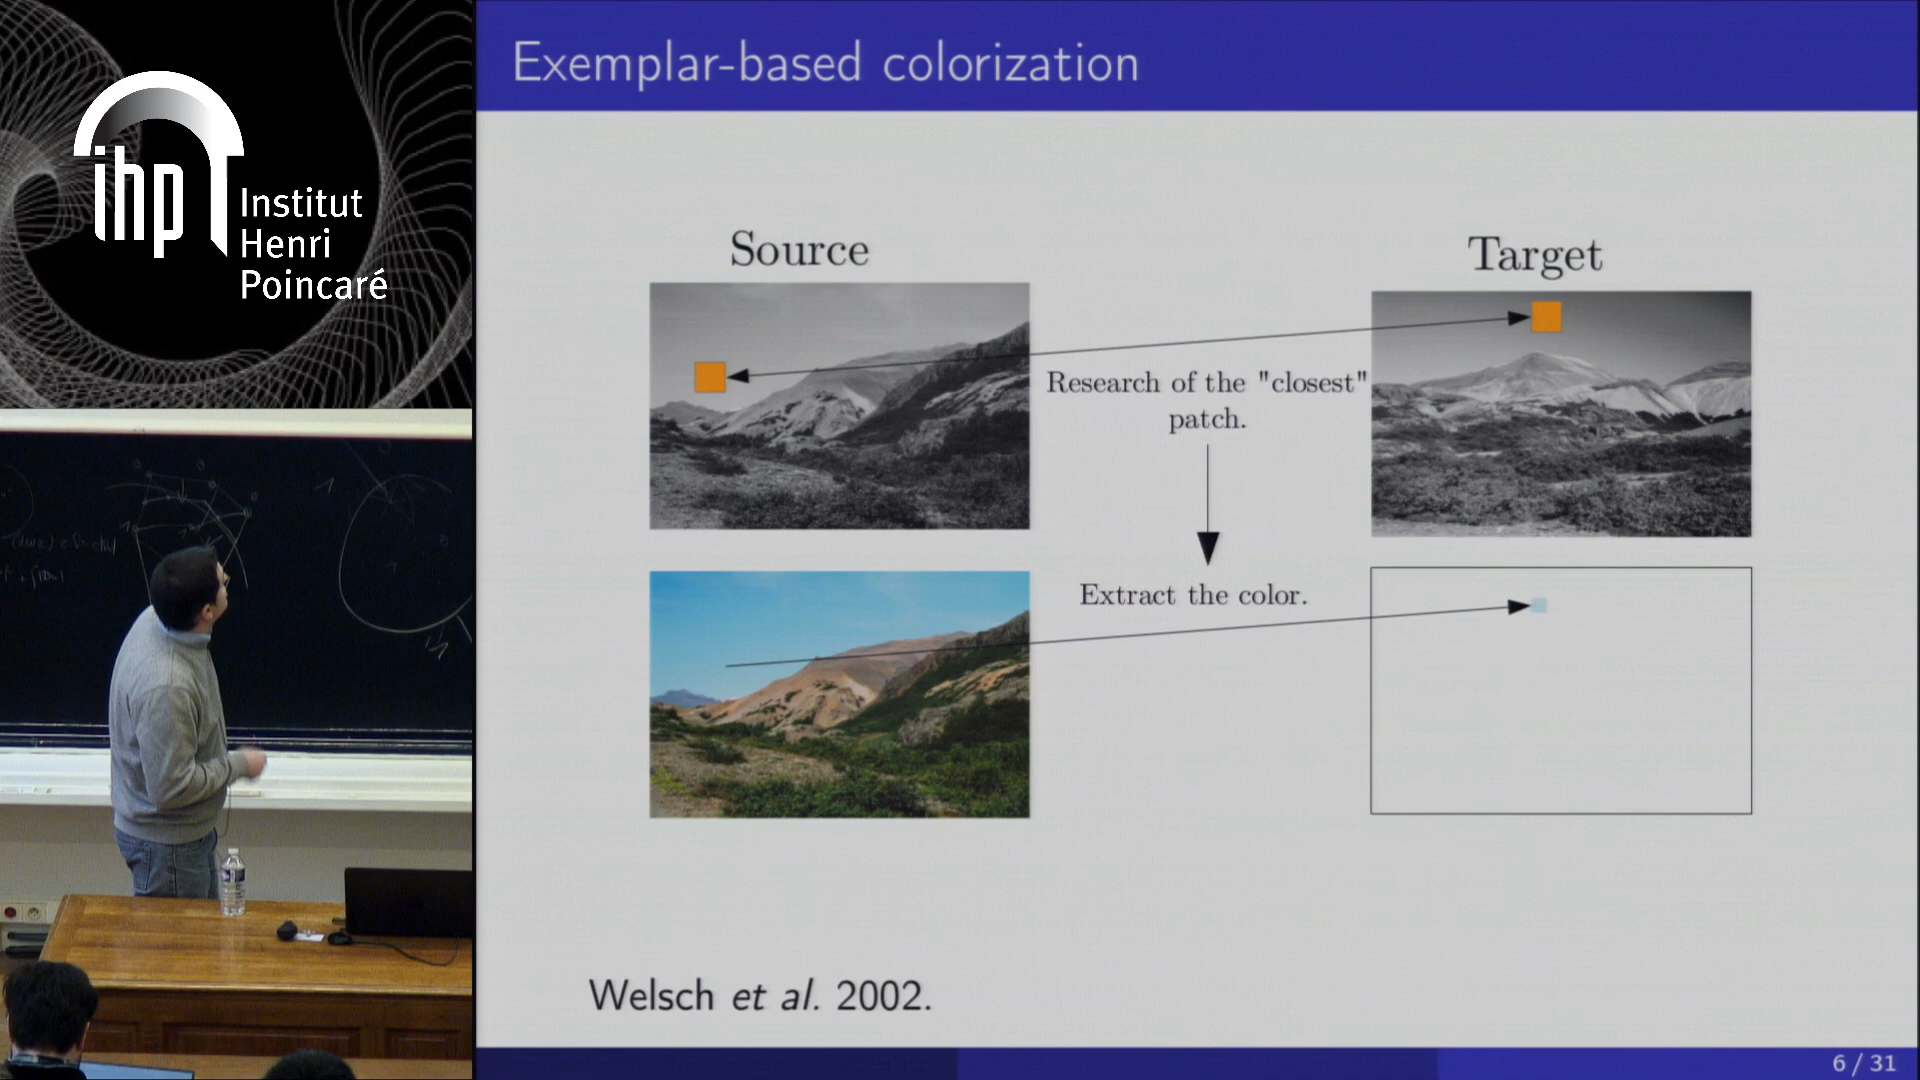 ihp
Institut
Henri
Poincaré
Exemplar-based colorization
Source
Target
Research of the "closest"
patch.
Extract the color.
Welsch et al. 2002.
6 / 31